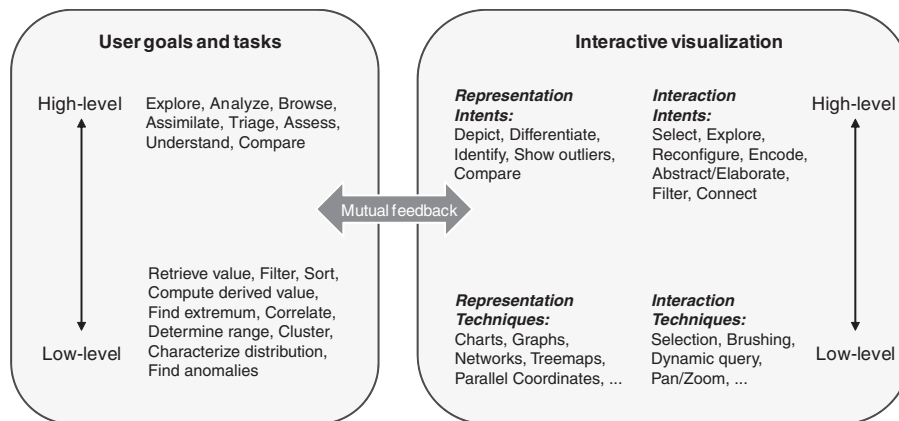 User goals and tasks
High-level
Explore, Analyze, Browse,
Assimilate, Triage, Assess,
Understand, Compare
Retrieve value, Filter, Sort,
Compute derived value,
Find extremum, Correlate,
Determine range, Cluster,
Characterize distribution,
Find anomalies
Low-level
Mutual feedback
Interactive visualization
Representation
Intents:
Depict, Differentiate,
Identify, Show outliers,
Compare
Interaction
Intents:
Select, Explore,
Reconfigure, Encode,
Abstract/Elaborate,
Filter, Connect
High-level
Representation
Techniques:
Charts, Graphs,
Networks, Treemaps,
Parallel Coordinates, ...
Interaction
Techniques:
Selection, Brushing,
Dynamic query,
Pan/Zoom, ...
Low-level